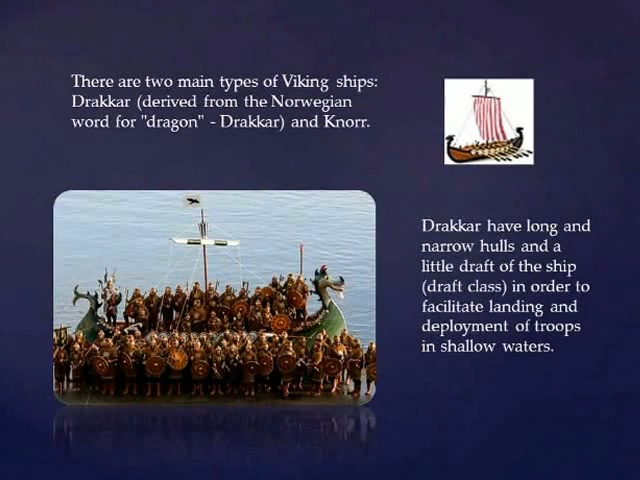 There are two main types of Viking ships:
Drakkar (derived from the Norwegian
word for "dragon" - Drakkar) and Knorr.
Drakkar have long and
narrow hulls and a
little draft of the ship
(draft class) in order to
facilitate landing and
deployment of troops
in shallow waters.